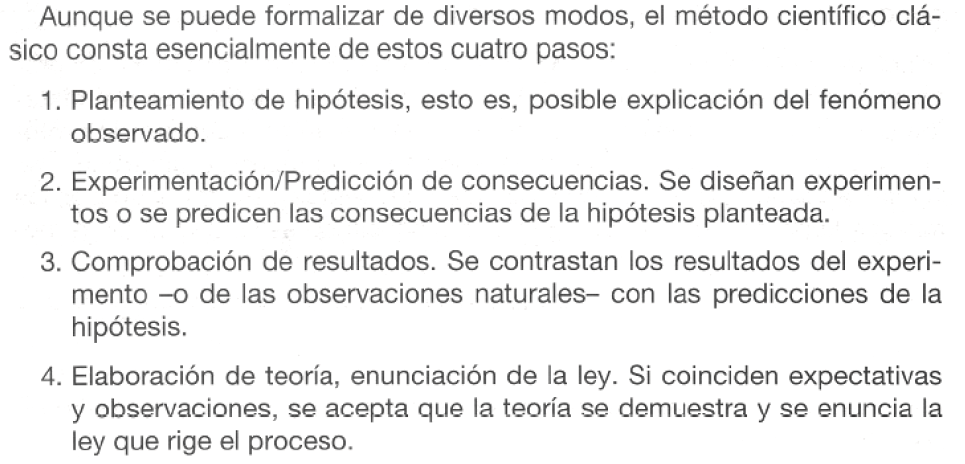 Aunque se puede formalizar de diversos modos, el método científico clá-
sico consta esencialmente de estos cuatro pasos:
1. Planteamiento de hipótesis, esto es, posible explicación del fenómeno
observado.
2. Experimentación/Predicción de consecuencias. Se diseñan experimen-
tos o se predicen las consecuencias de la hipótesis planteada.
3. Comprobación de resultados. Se contrastan los resultados del experi-
mento –o de las observaciones naturales– con las predicciones de la
hipótesis.
4. Elaboración de teoría, enunciación de la ley. Si coinciden expectativas
y observaciones, se acepta que la teoría se demuestra y se enuncia la
ley que rige el proceso.